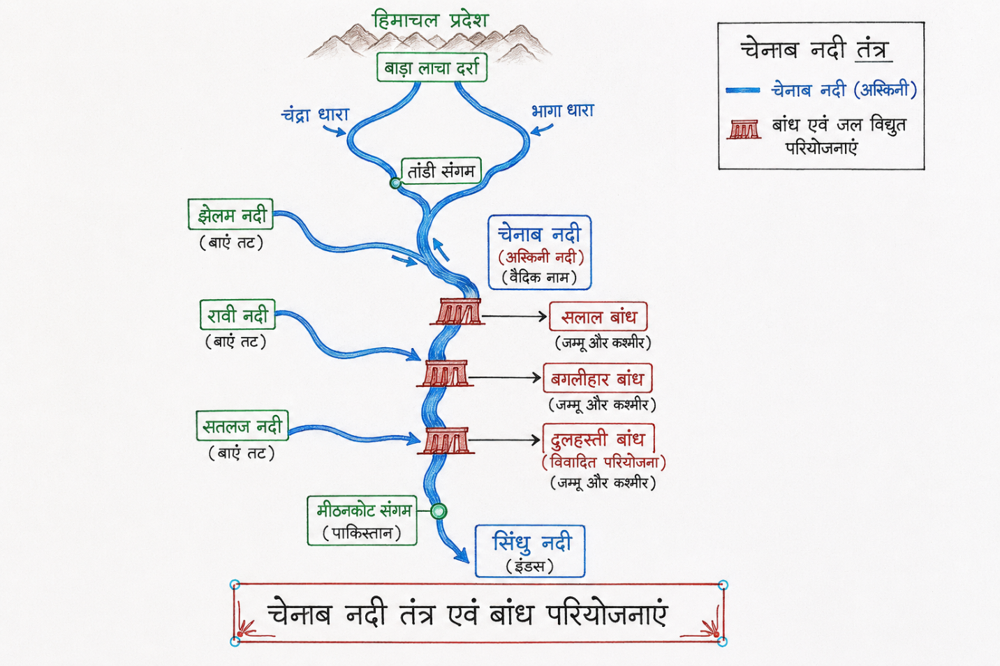 हिमाचल प्रदेश
बाड़ा लाचा दर्रा
चंद्रा धारा
भागा धारा
तांडी संगम
झेलम नदी
(बाएं तट)
चेनाब नदी
(अस्किनी नदी)
(वैदिक नाम)
रावी नदी
(बाएं तट)
सलाल बांध
(जम्मू और कश्मीर)
बगलीहार बांध
(जम्मू और कश्मीर)
सतलज नदी
(बाएं तट)
दुलहस्ती बांध
(विवादित परियोजना)
(जम्मू और कश्मीर)
मीठनकोट संगम
(पाकिस्तान)
सिंधु नदी
(इंडस)
चेनाब नदी तंत्र
चेनाब नदी (अस्किनी)
बांध एवं जल विद्युत
परियोजनाएं
चेनाब नदी तंत्र एवं बांध परियोजनाएं